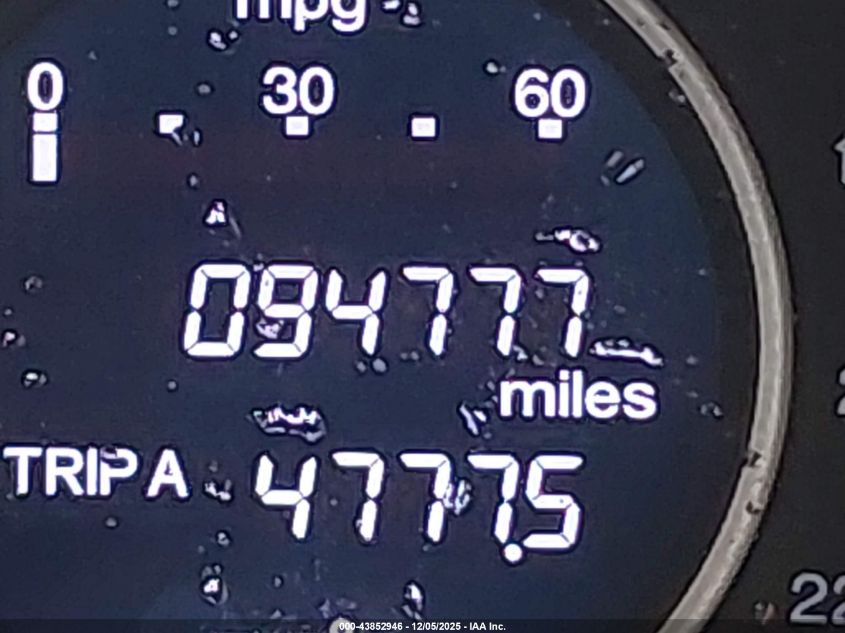 mpg
0 30 60
094777
miles
TRIP A 4777.5
22
000-43852946 - 12/05/2025 - IAA Inc.